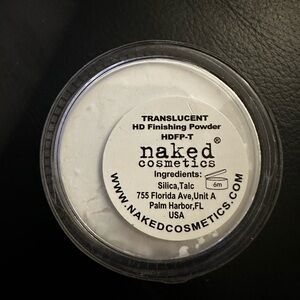 TRANSLUCENT
HD Finishing Powder
HDFP-T
naked®
cosmetics
Ingredients:
Silica,Talc
6m
755 Florida Ave,Unit A
Palm Harbor,FL
USA
WWW.NAKEDCOSMETICS.COM